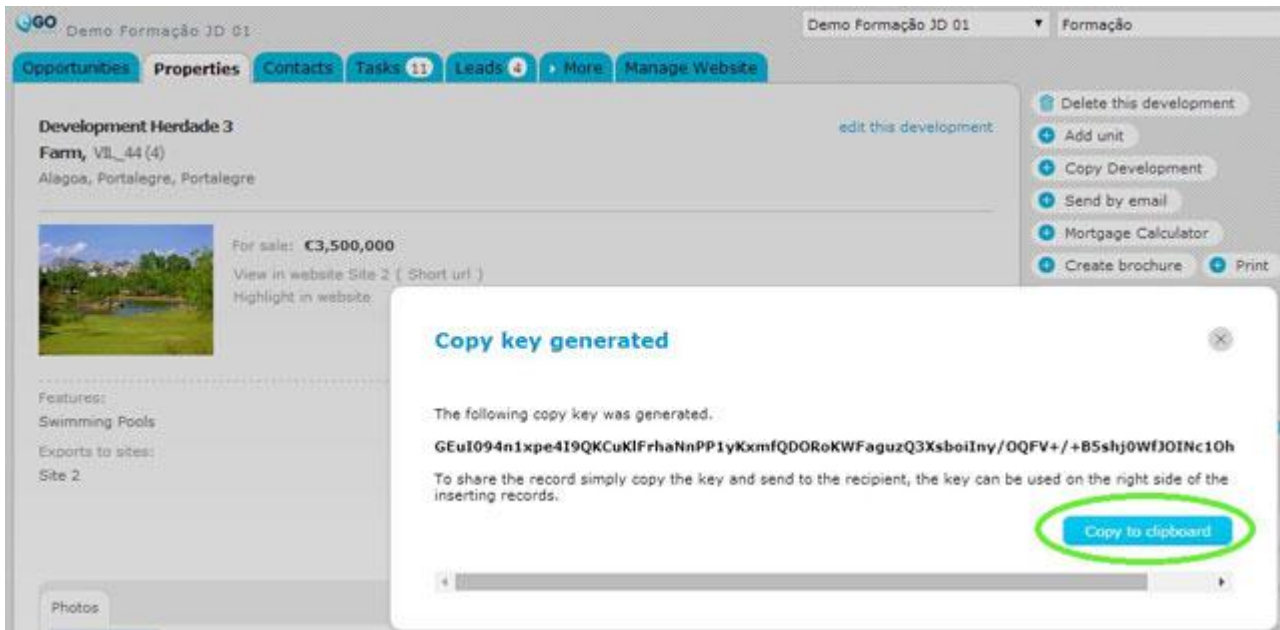 eGO Demo Formação JD 01
Demo Formação JD 01
Formação
Opportunities Properties Contacts Tasks 11 Leads 4 More Manage Website
Development Herdade 3
edit this development
Farm, VIL_44 (4)
Alagoa, Portalegre, Portalegre
For sale: €3,500,000
View in website Site 2 ( Short url )
Highlight in website
Features:
Swimming Pools
Exports to sites:
Site 2
Photos
Delete this development
Add unit
Copy Development
Send by email
Mortgage Calculator
Create brochure Print
Copy key generated
The following copy key was generated.
GEuI094n1xpe4I9QKCuKlFrhaNnPP1yKxmfQDORoKWFaguzQ3XsboiIny/OQFV+/+B5shj0WfJOINc1Oh
To share the record simply copy the key and send to the recipient, the key can be used on the right side of the
inserting records.
Copy to clipboard